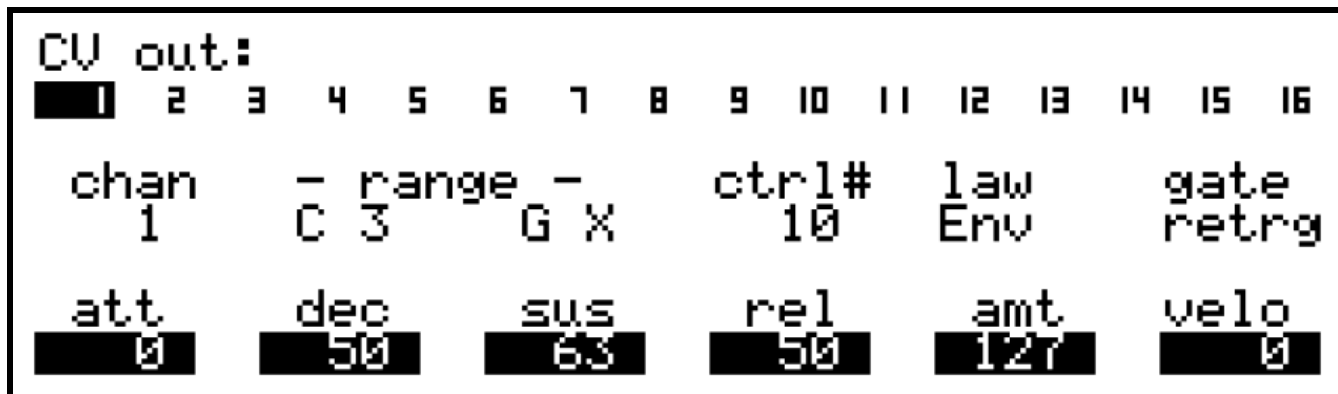 CV out:
1 2 3 4 5 6 7 8 9 10 11 12 13 14 15 16
chan - range - ctrl# law gate
1 C 3 G X 10 Env retrg
att dec sus rel amt velo
0 50 63 50 127 0